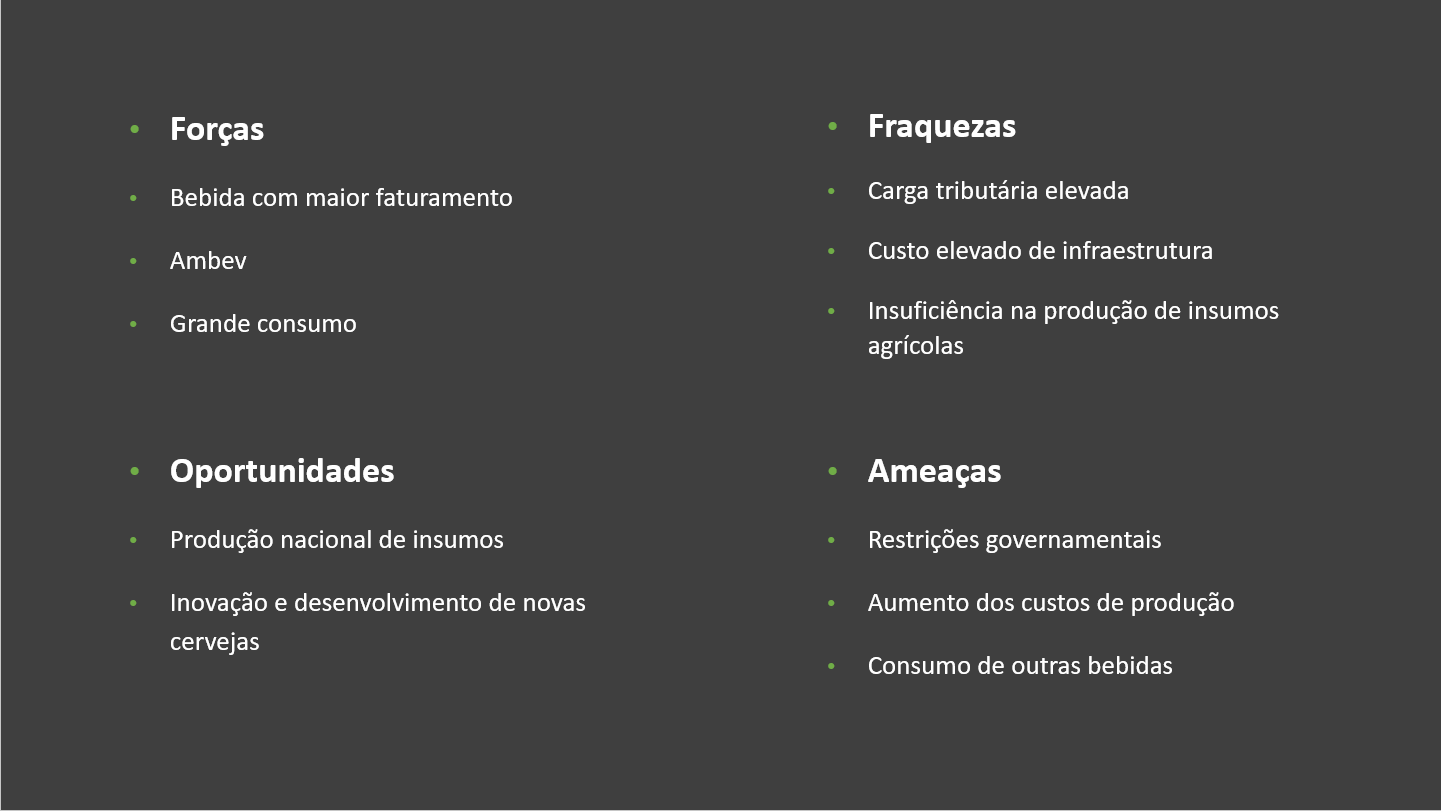 Forças
Bebida com maior faturamento
Ambev
Grande consumo
Fraquezas
Carga tributária elevada
Custo elevado de infraestrutura
Insuficiência na produção de insumos
agrícolas
Oportunidades
Produção nacional de insumos
Inovação e desenvolvimento de novas
cervejas
Ameaças
Restrições governamentais
Aumento dos custos de produção
Consumo de outras bebidas